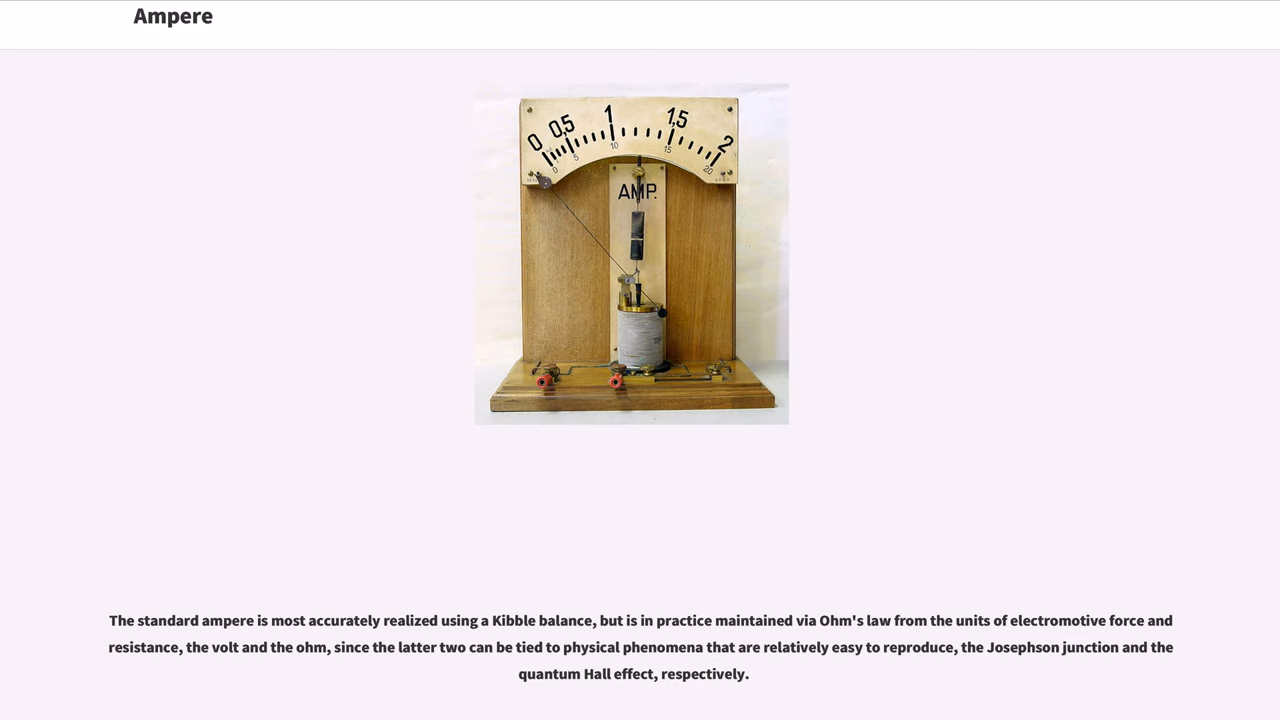 Ampere
0 0,5 1 1,5 2
0 5 10 15 20
AMP.
The standard ampere is most accurately realized using a Kibble balance, but is in practice maintained via Ohm's law from the units of electromotive force and
resistance, the volt and the ohm, since the latter two can be tied to physical phenomena that are relatively easy to reproduce, the Josephson junction and the
quantum Hall effect, respectively.